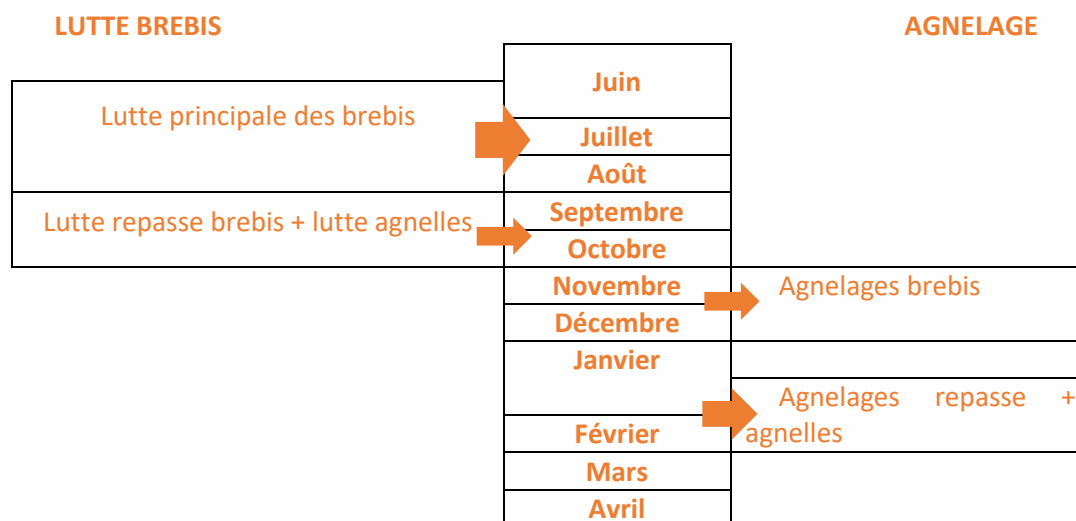 LUTTE BREBIS
AGNELAGE
Juin
Lutte principale des brebis
Juillet
Août
Septembre
Lutte repasse brebis + lutte agnelles
Octobre
Novembre
Agnelages brebis
Décembre
Janvier
Agnelages repasse +
agnelles
Février
Mars
Avril